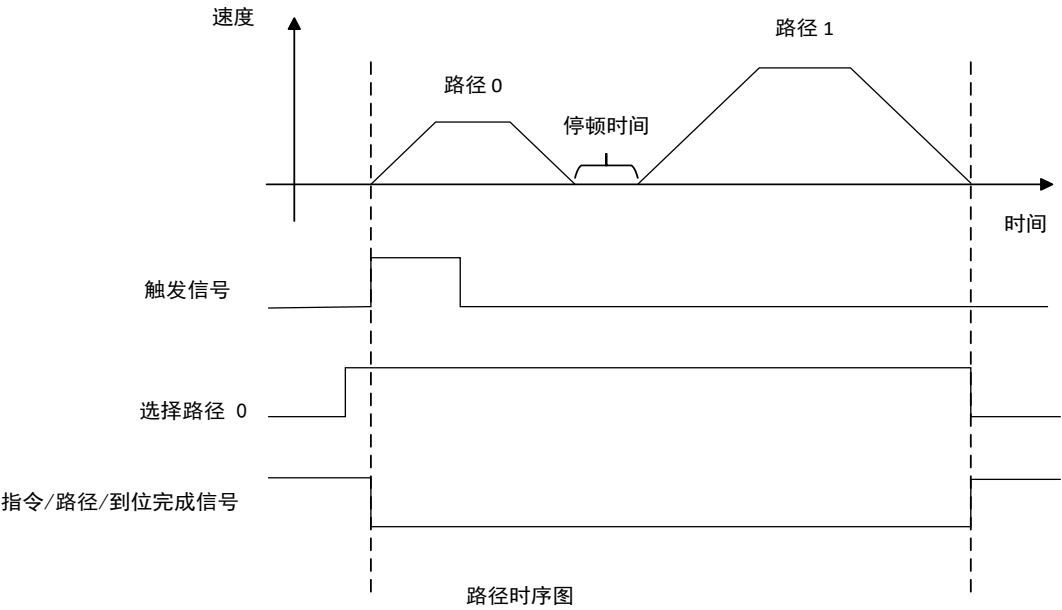 速度
路径 1
路径 0
停顿时间
时间
触发信号
选择路径 0
指令/路径/到位完成信号
路径时序图